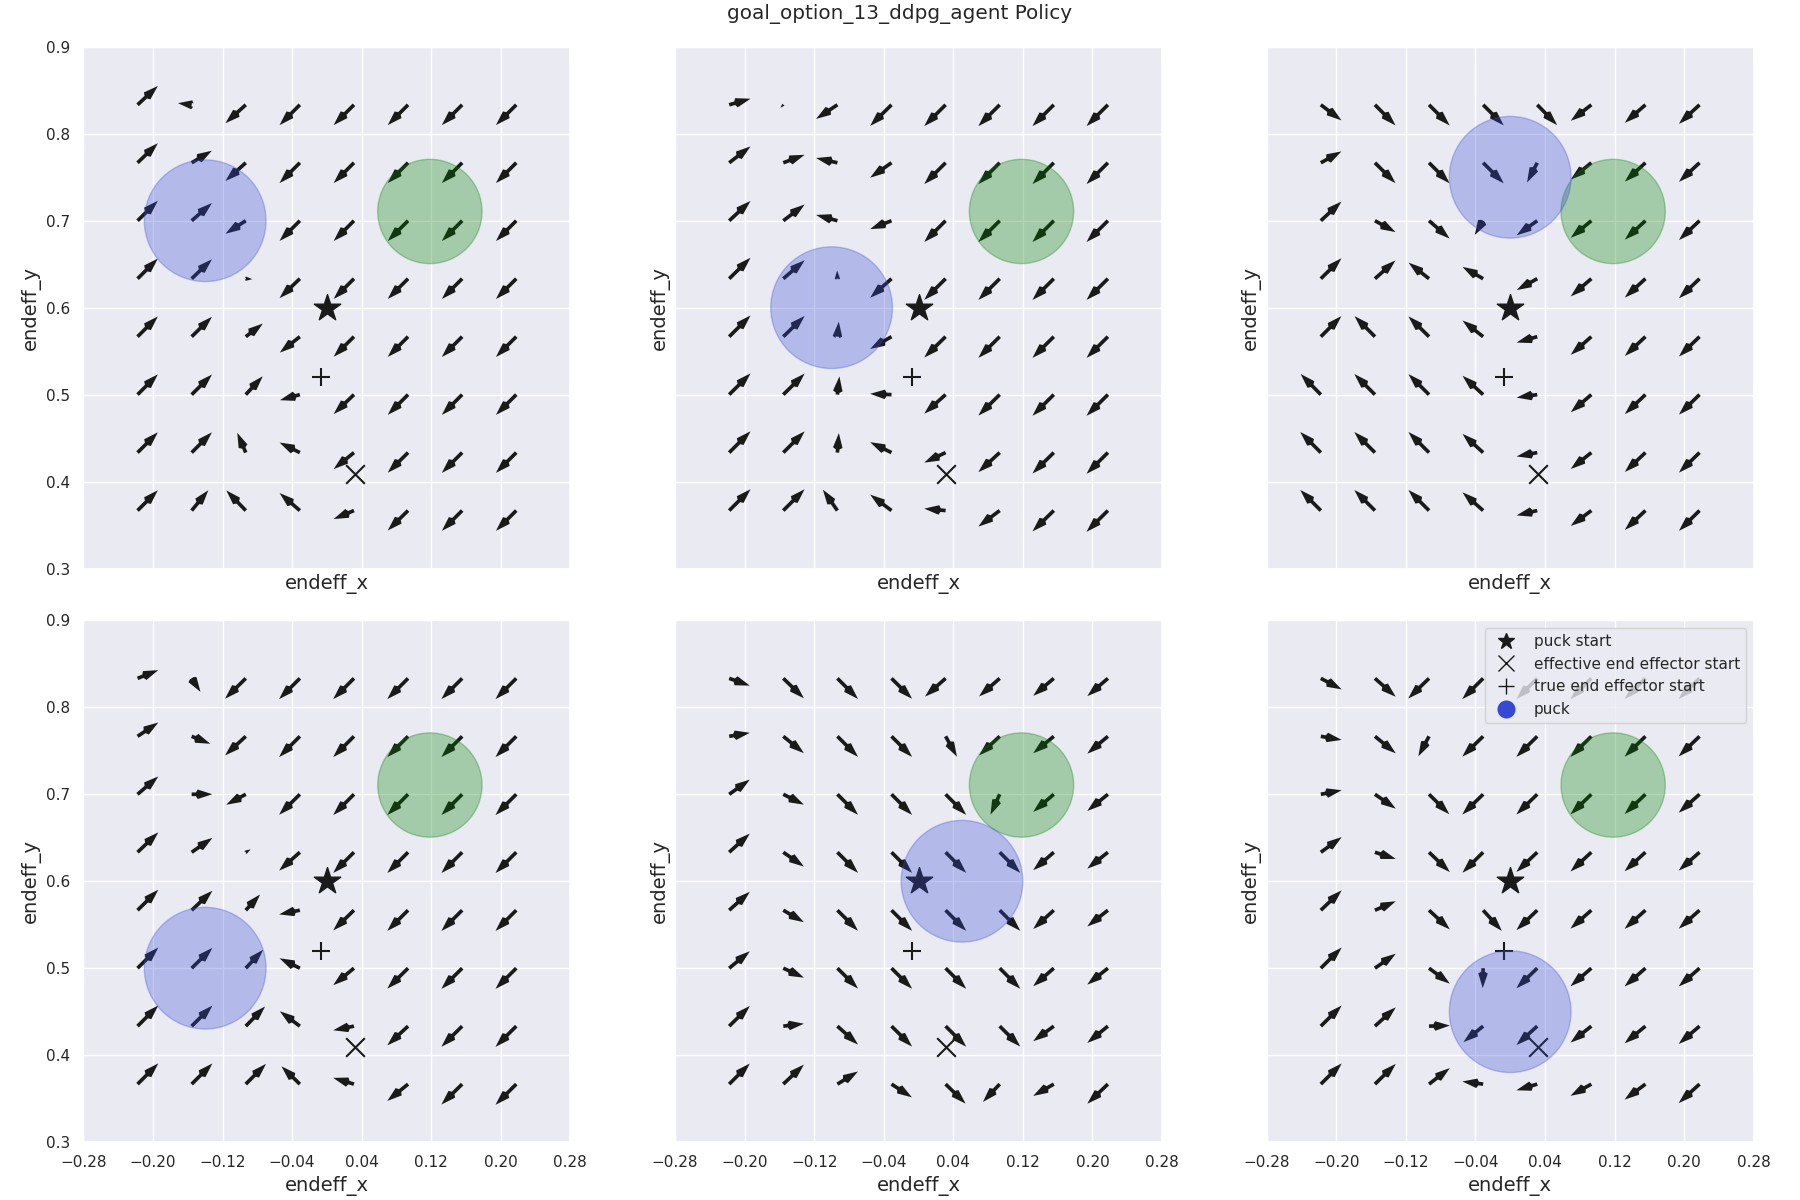 goal_option_13_ddpg_agent Policy
0.9
0.8
0.7
0.6
0.5
0.4
0.3
endeff_y
endeff_x
endeff_y
endeff_x
endeff_y
endeff_x
0.9
0.8
0.7
0.6
0.5
0.4
0.3
endeff_y
−0.28 −0.20 −0.12 −0.04 0.04 0.12 0.20 0.28
endeff_x
endeff_y
−0.28 −0.20 −0.12 −0.04 0.04 0.12 0.20 0.28
endeff_x
puck start
effective end effector start
true end effector start
puck
endeff_y
−0.28 −0.20 −0.12 −0.04 0.04 0.12 0.20 0.28
endeff_x